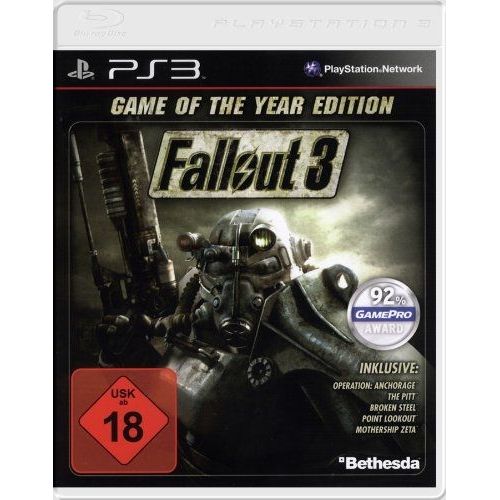 Blu-ray Disc
PLAYSTATION 3
PS3
PlayStation®Network
GAME OF THE YEAR EDITION
Fallout 3
92%
GAMEPRO
AWARD
INKLUSIVE:
OPERATION: ANCHORAGE
THE PITT
BROKEN STEEL
POINT LOOKOUT
MOTHERSHIP ZETA
USK
ab
18
Bethesda